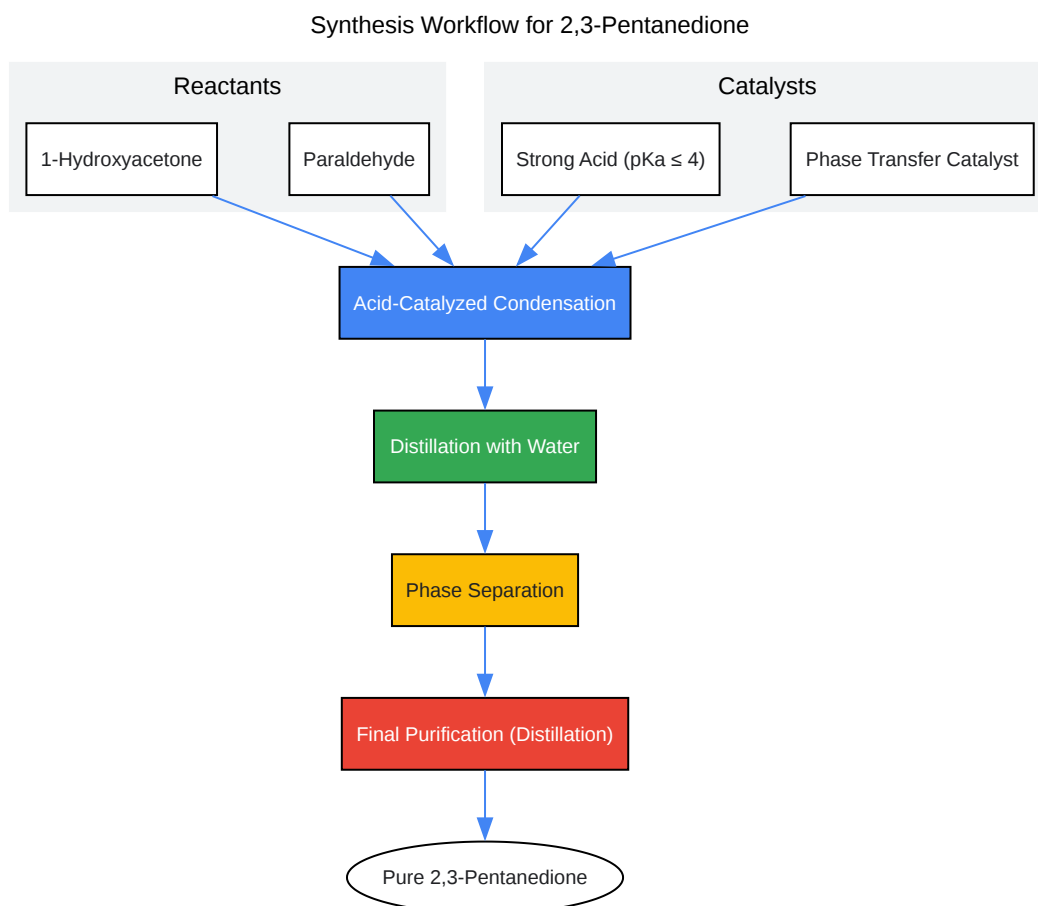 Synthesis Workflow for 2,3-Pentanedione
Reactants
Catalysts
1-Hydroxyacetone
Paraldehyde
Strong Acid (pKa ≤ 4)
Phase Transfer Catalyst
Acid-Catalyzed Condensation
Distillation with Water
Phase Separation
Final Purification (Distillation)
Pure 2,3-Pentanedione